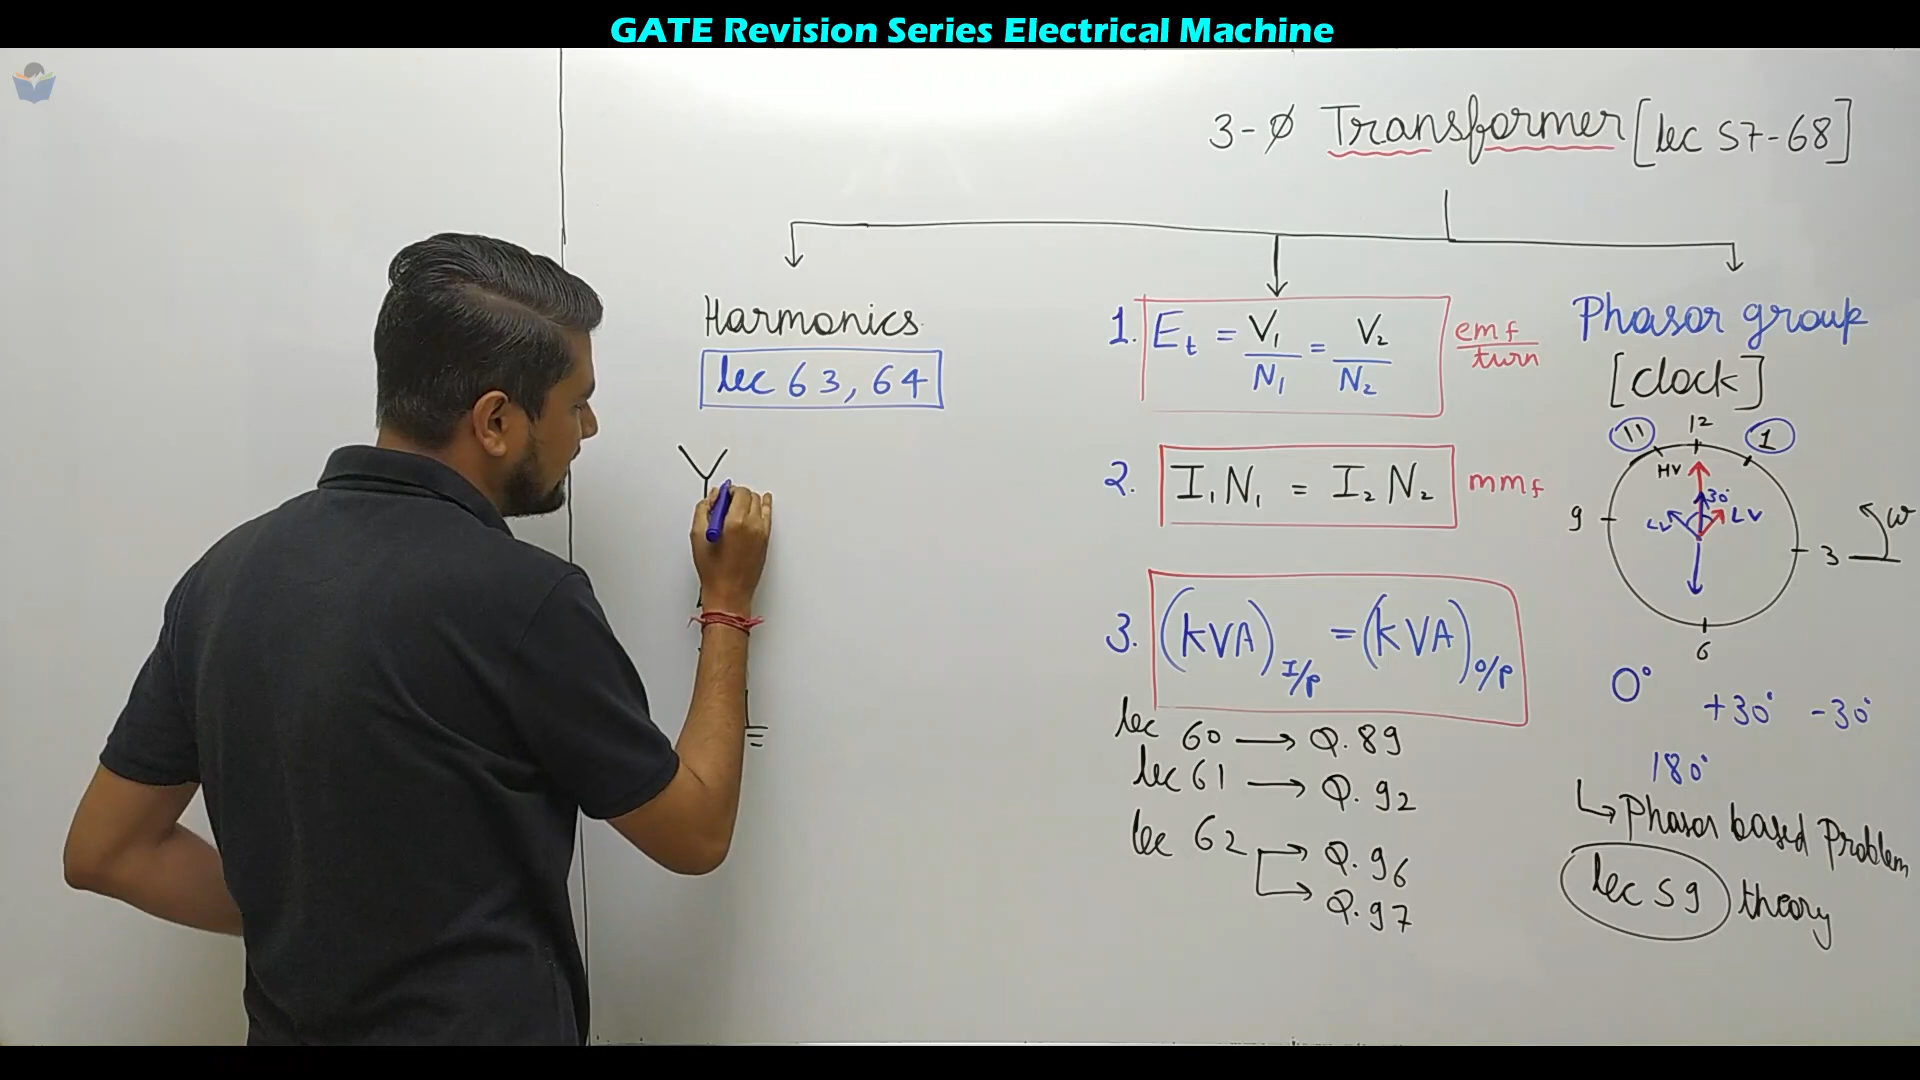 GATE Revision Series Electrical Machine
3-Ø Transformer [lec 57-68]
Harmonics
lec 63, 64
Y
1. Et = V1/N1 = V2/N2
emf/turn
2. I1N1 = I2N2 mmf
3. (kVA)I/p = (kVA)o/p
lec 60 → Q.89
lec 61 → Q.92
lec 62 → Q.96
→ Q.97
Phasor group
[clock]
11 12 1
HV
30°
LV LV
9
3
ω
6
0° +30° -30°
180°
↳ Phasor based Problem
lec 59 theory